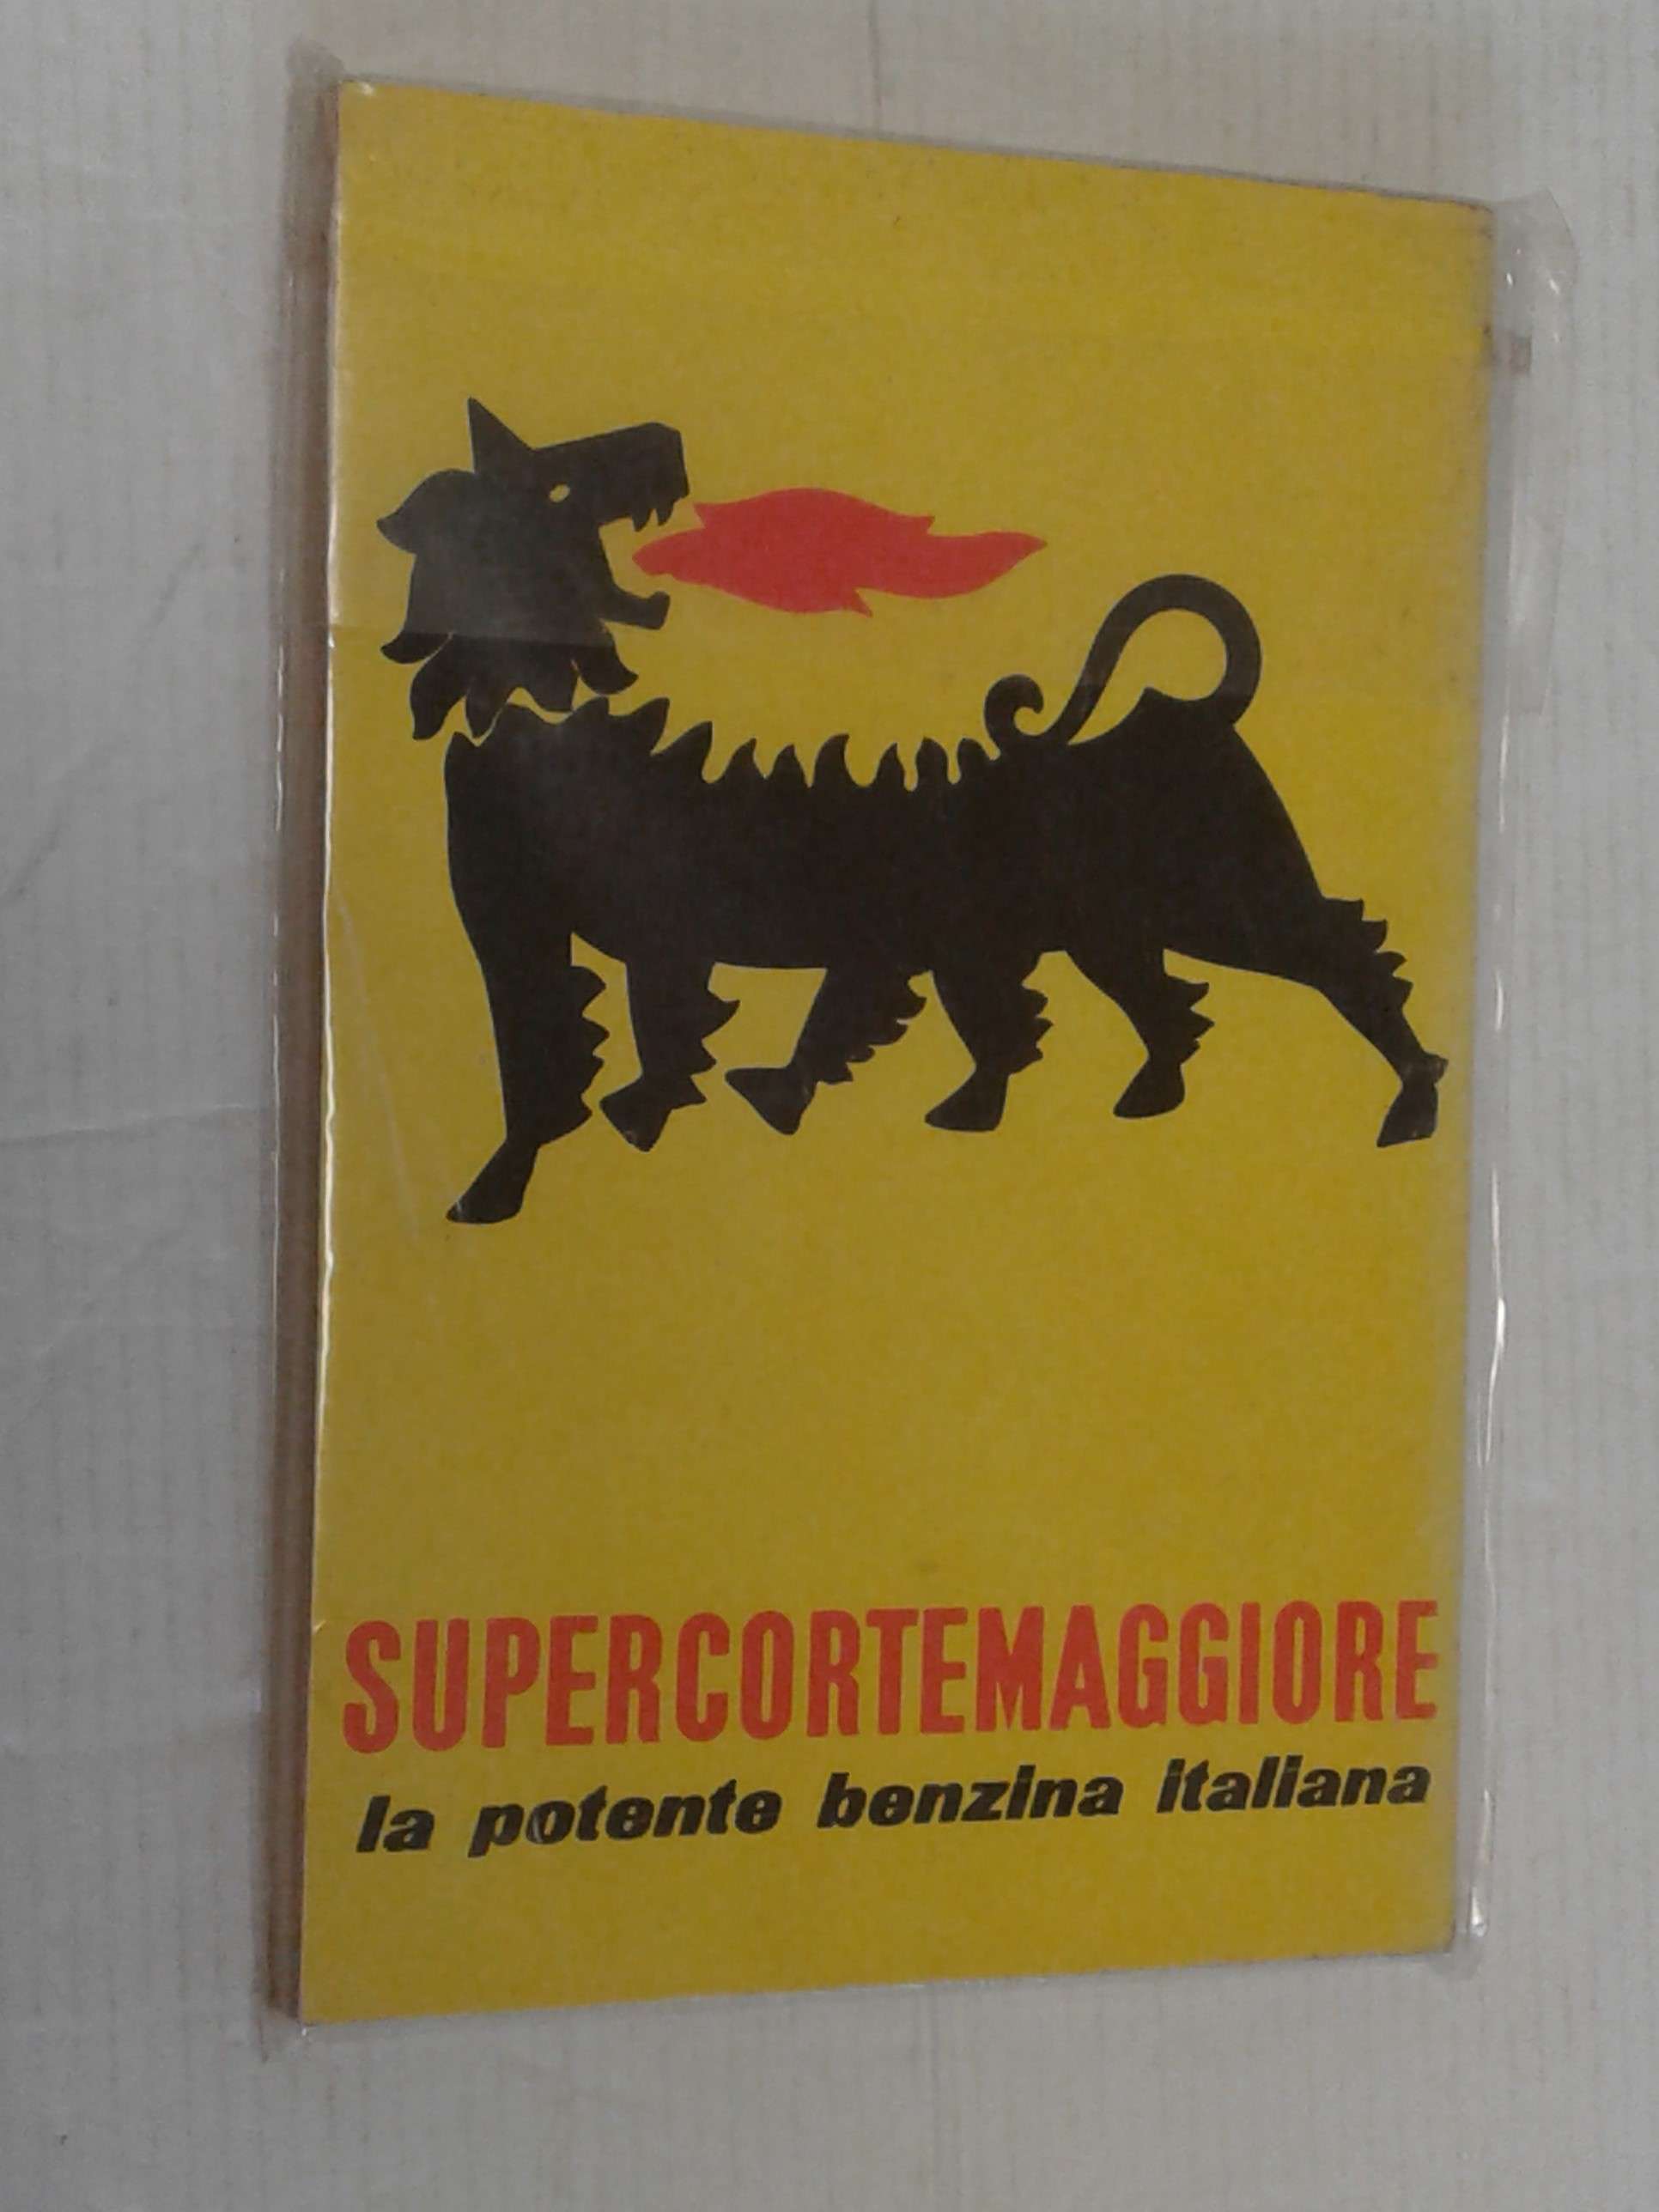 SUPERCORTEMAGGIORE
la potente benzina italiana